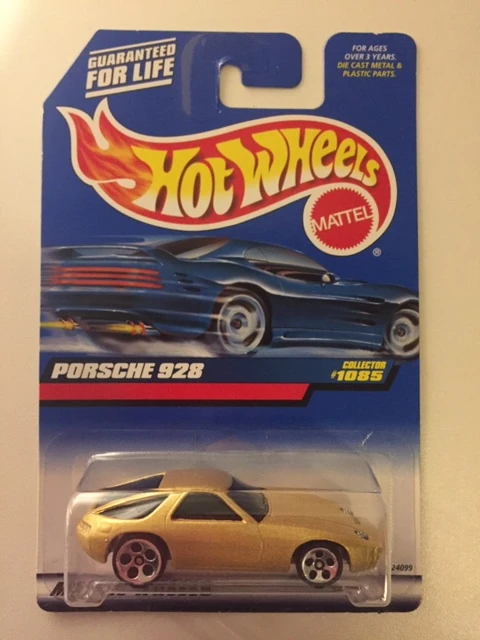 GUARANTEED
FOR LIFE
FOR AGES
OVER 3 YEARS.
DIE CAST METAL &
PLASTIC PARTS.
HOT WHEELS
MATTEL
®
PORSCHE 928
COLLECTOR
#1085
24099